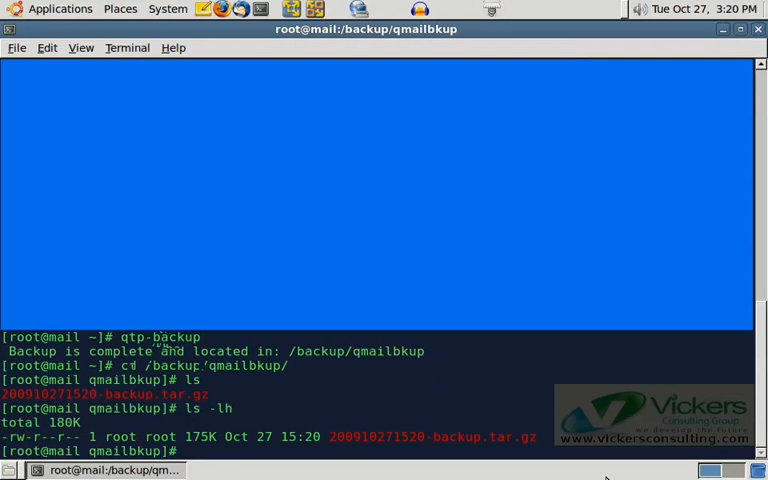 Applications Places System Tue Oct 27, 3:20 PM
root@mail:/backup/qmailbkup
File Edit View Terminal Help
[root@mail ~]# qtp-backup
Backup is complete and located in: /backup/qmailbkup
[root@mail ~]# cd /backup/qmailbkup/
[root@mail qmailbkup]# ls
200910271520-backup.tar.gz
[root@mail qmailbkup]# ls -lh
total 180K
-rw-r--r-- 1 root root 175K Oct 27 15:20 200910271520-backup.tar.gz
[root@mail qmailbkup]#
Vickers
Consulting Group
we develop the future
www.vickersconsulting.com
root@mail:/backup/qm...